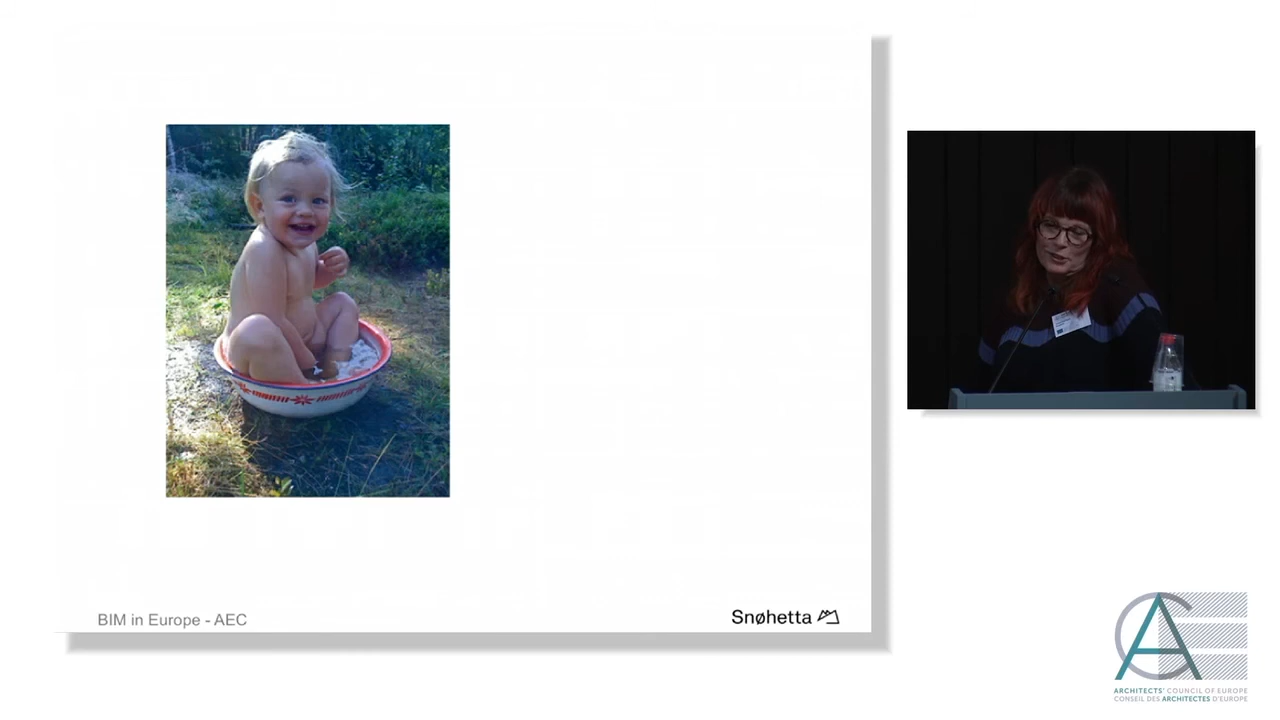 BIM in Europe - AEC
Snøhetta
ARCHITECTS' COUNCIL OF EUROPE
CONSEIL DES ARCHITECTES D'EUROPE